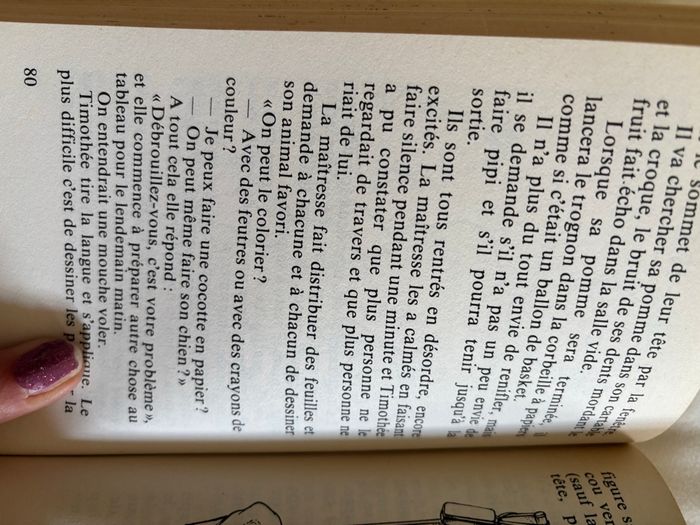 sommet de leur tête par la fenêtre
Il va chercher sa pomme dans son cartable
et la croque, le bruit de ses dents mordant le
fruit fait écho dans la salle vide.
Lorsque sa pomme sera terminée, il
lancera le trognon dans la corbeille à papiers
comme si c'était un ballon de basket.
Il n'a plus du tout envie de renifler, mais
il se demande s'il n'a pas un peu envie de
faire pipi et s'il pourra tenir jusqu'à la
sortie.
Ils sont tous rentrés en désordre, encore
excités. La maîtresse les a calmés en faisant
faire silence pendant une minute et Timothée
a pu constater que plus personne ne le
regardait de travers et que plus personne ne
riait de lui.
La maîtresse fait distribuer des feuilles et
demande à chacune et à chacun de dessiner
son animal favori.
«On peut le colorier?
— Avec des feutres ou avec des crayons de
couleur?
— Je peux faire une cocotte en papier?
— On peut même faire son chien?»
A tout cela elle répond :
«Débrouillez-vous, c'est votre problème»,
et elle commence à préparer autre chose au
tableau pour le lendemain matin.
On entendrait une mouche voler.
Timothée tire la langue et s'applique. Le
plus difficile c'est de dessiner les p la
80
figure s
cou ve
(sauf la
tête, p